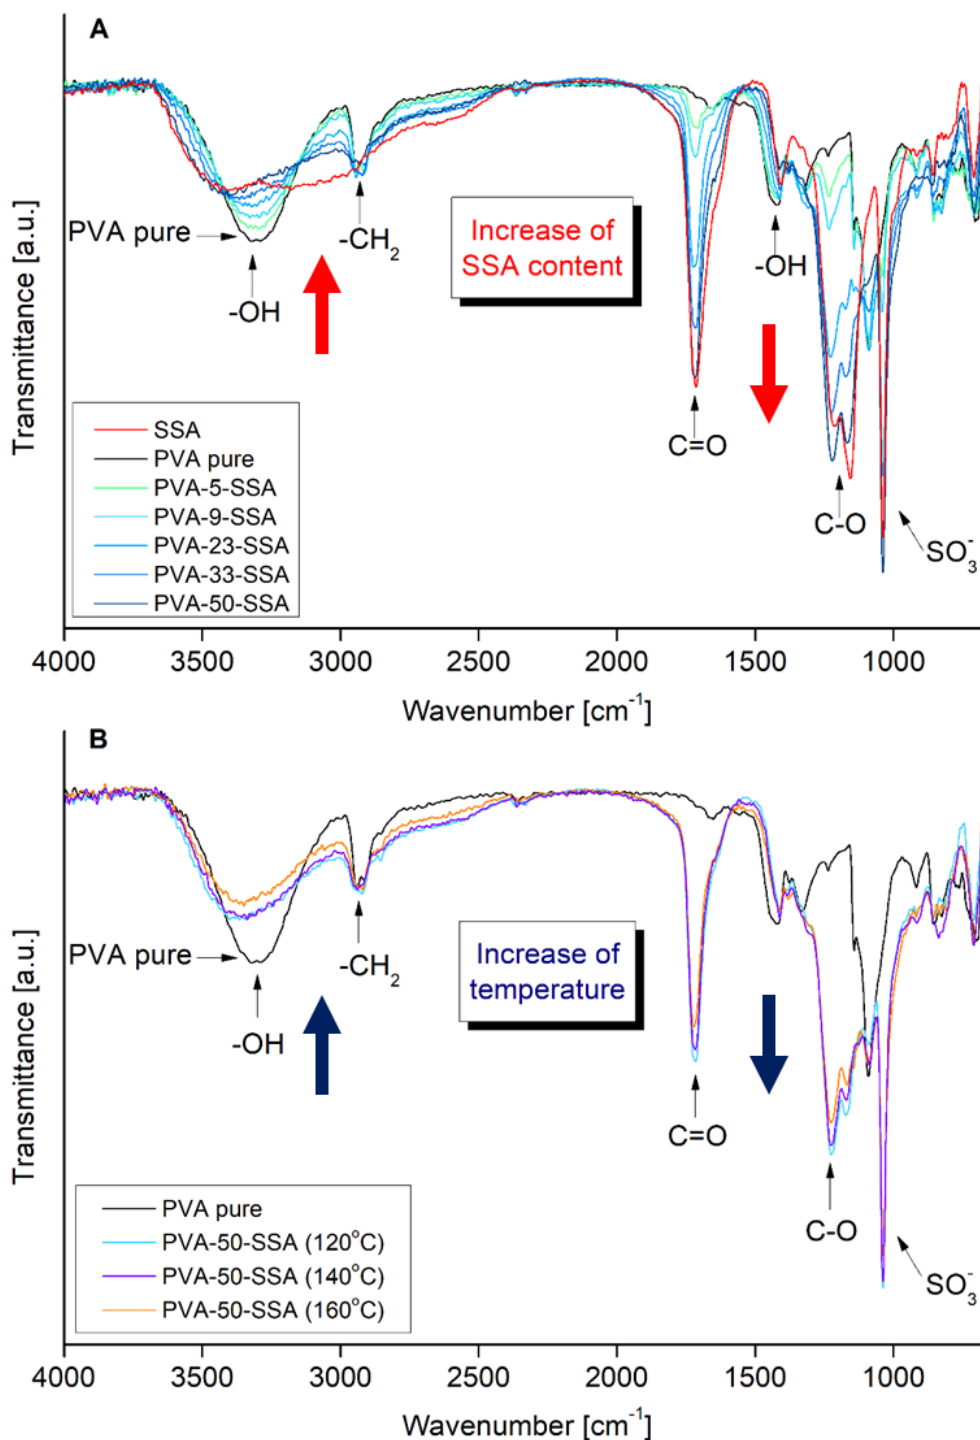 A
Transmittance [a.u.]
PVA pure
-OH
-CH2
Increase of
SSA content
C=O
-OH
C-O
SO3-
SSA
PVA pure
PVA-5-SSA
PVA-9-SSA
PVA-23-SSA
PVA-33-SSA
PVA-50-SSA
4000 3500 3000 2500 2000 1500 1000
Wavenumber [cm-1]
B
Transmittance [a.u.]
PVA pure
-OH
-CH2
Increase of
temperature
C=O
C-O
SO3-
PVA pure
PVA-50-SSA (120°C)
PVA-50-SSA (140°C)
PVA-50-SSA (160°C)
4000 3500 3000 2500 2000 1500 1000
Wavenumber [cm-1]